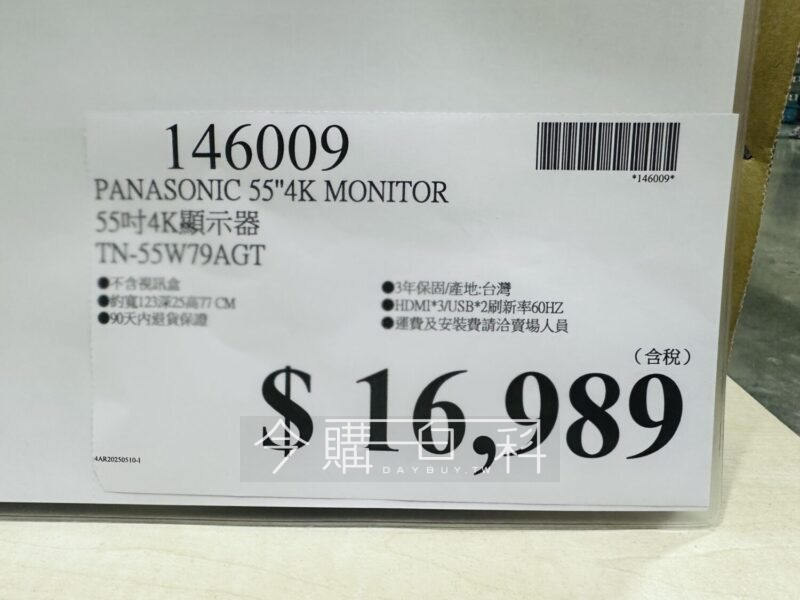 146009
*146009*
PANASONIC 55"4K MONITOR
55吋4K顯示器
TN-55W79AGT
●不含視訊盒
●約寬123深25高77 CM
●90天內退貨保證
●3年保固/產地:台灣
●HDMI*3/USB*2刷新率60HZ
●運費及安裝費請洽賣場人員
(含稅)
$ 16,989
今購百科
DAYBUY.TW
4AR20250510-1